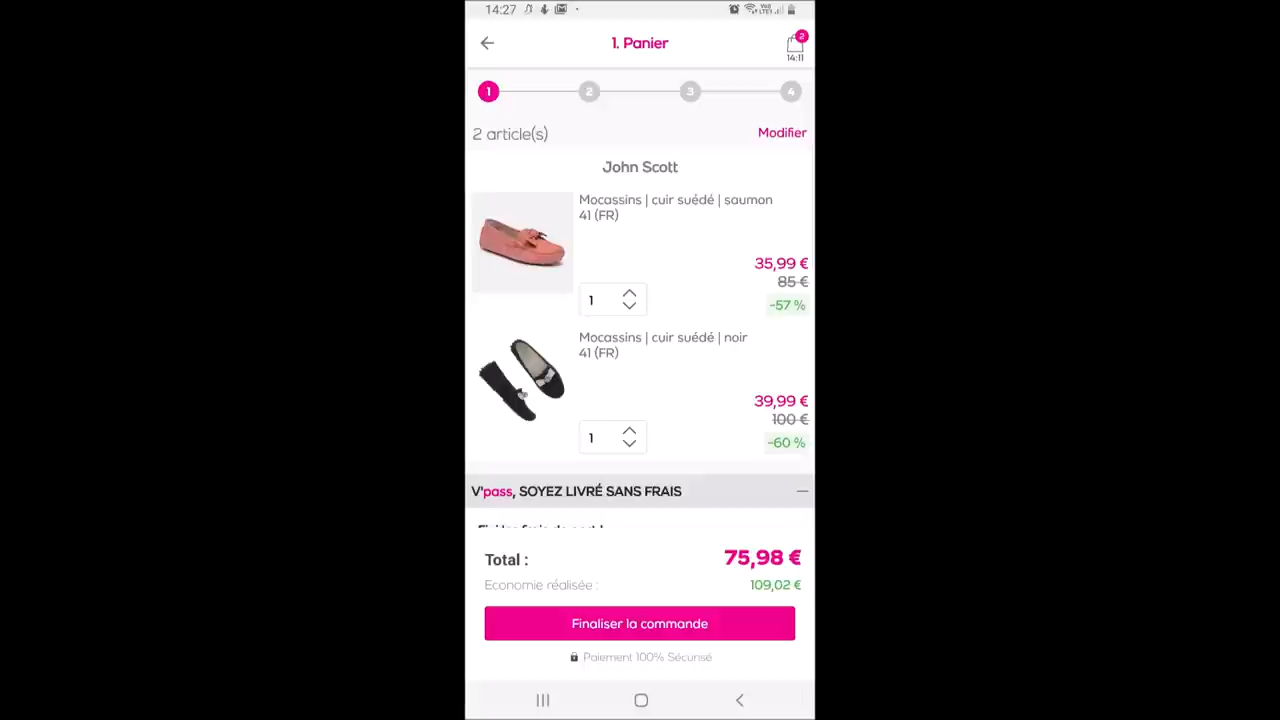 14:27
1. Panier
2
14:11
1 2 3 4
2 article(s)
Modifier
John Scott
Mocassins | cuir suédé | saumon
41 (FR)
35,99 €
85 €
1
-57 %
Mocassins | cuir suédé | noir
41 (FR)
39,99 €
100 €
1
-60 %
V'pass, SOYEZ LIVRÉ SANS FRAIS
Total :
75,98 €
Economie réalisée :
109,02 €
Finaliser la commande
Paiement 100% Sécurisé